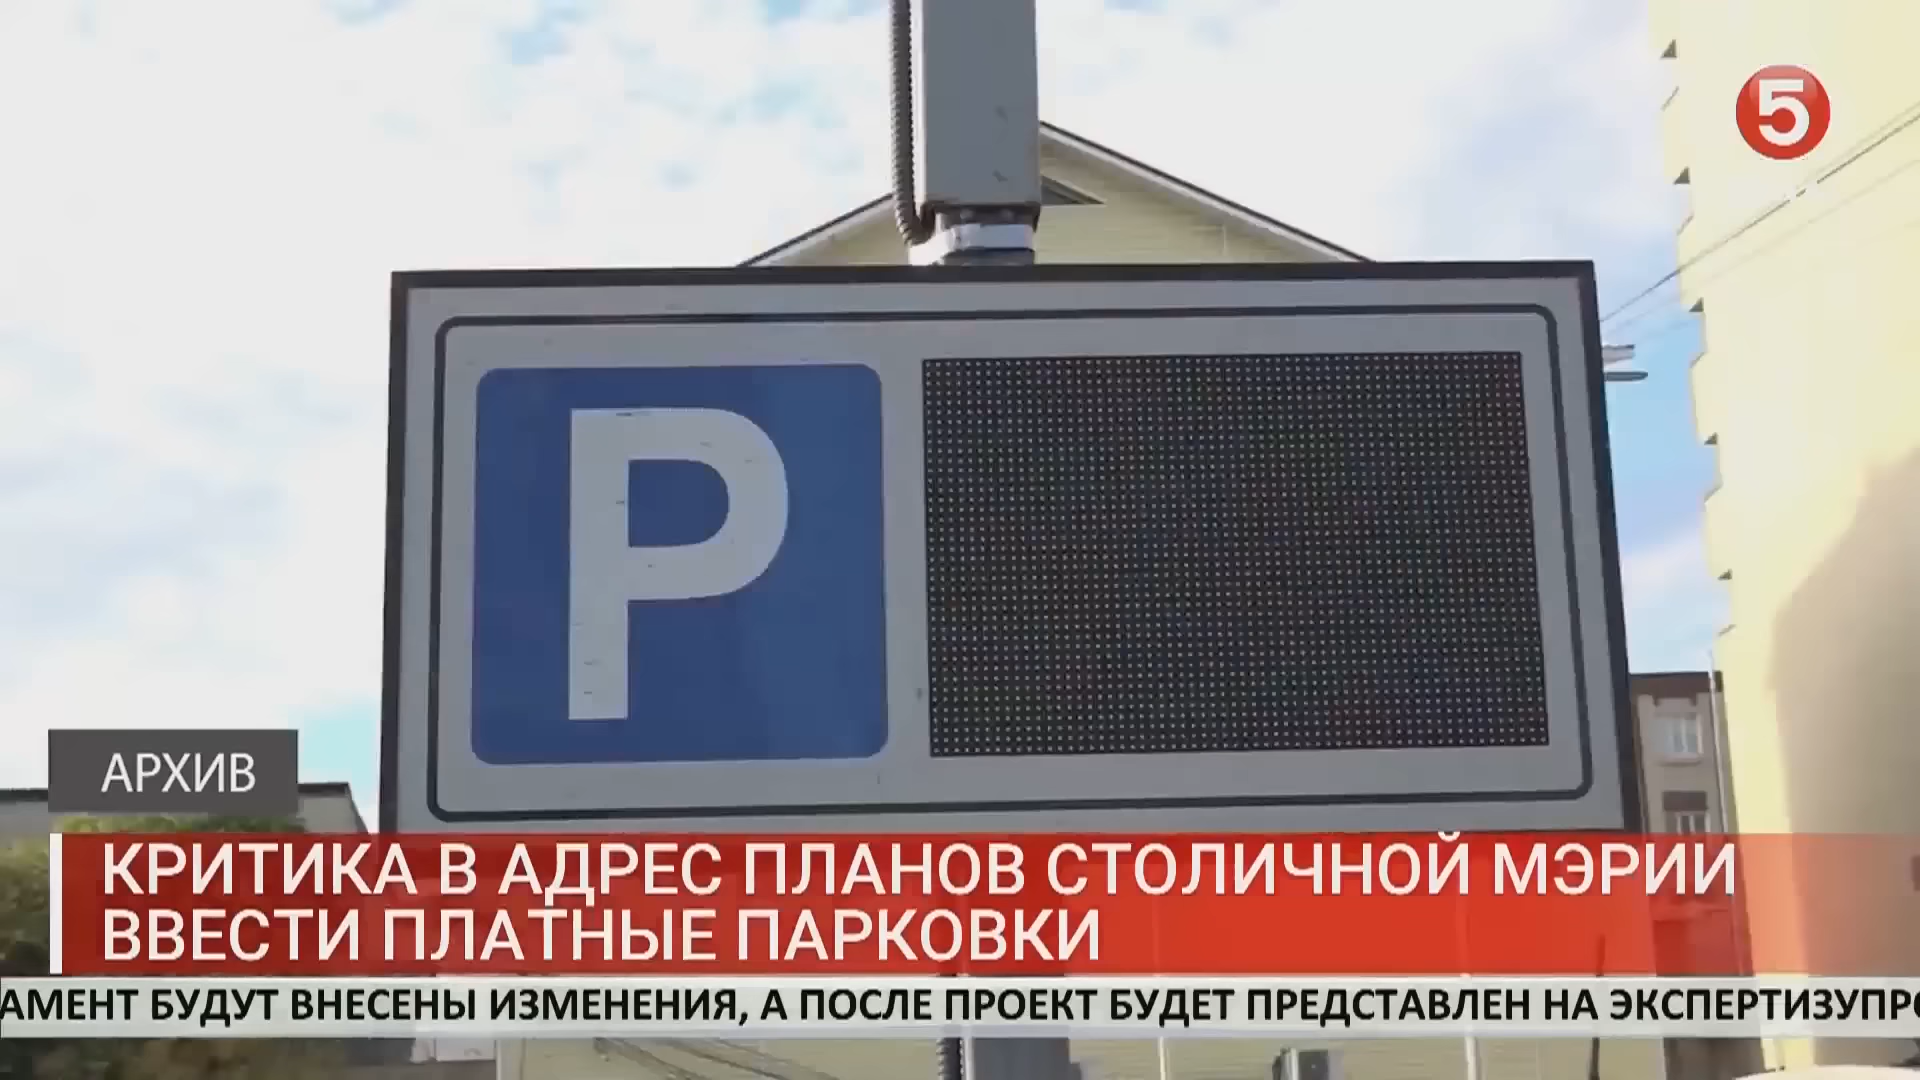 5
P
АРХИВ
КРИТИКА В АДРЕС ПЛАНОВ СТОЛИЧНОЙ МЭРИИ
ВВЕСТИ ПЛАТНЫЕ ПАРКОВКИ
АМЕНТ БУДУТ ВНЕСЕНЫ ИЗМЕНЕНИЯ, А ПОСЛЕ ПРОЕКТ БУДЕТ ПРЕДСТАВЛЕН НА ЭКСПЕРТИЗУПРО